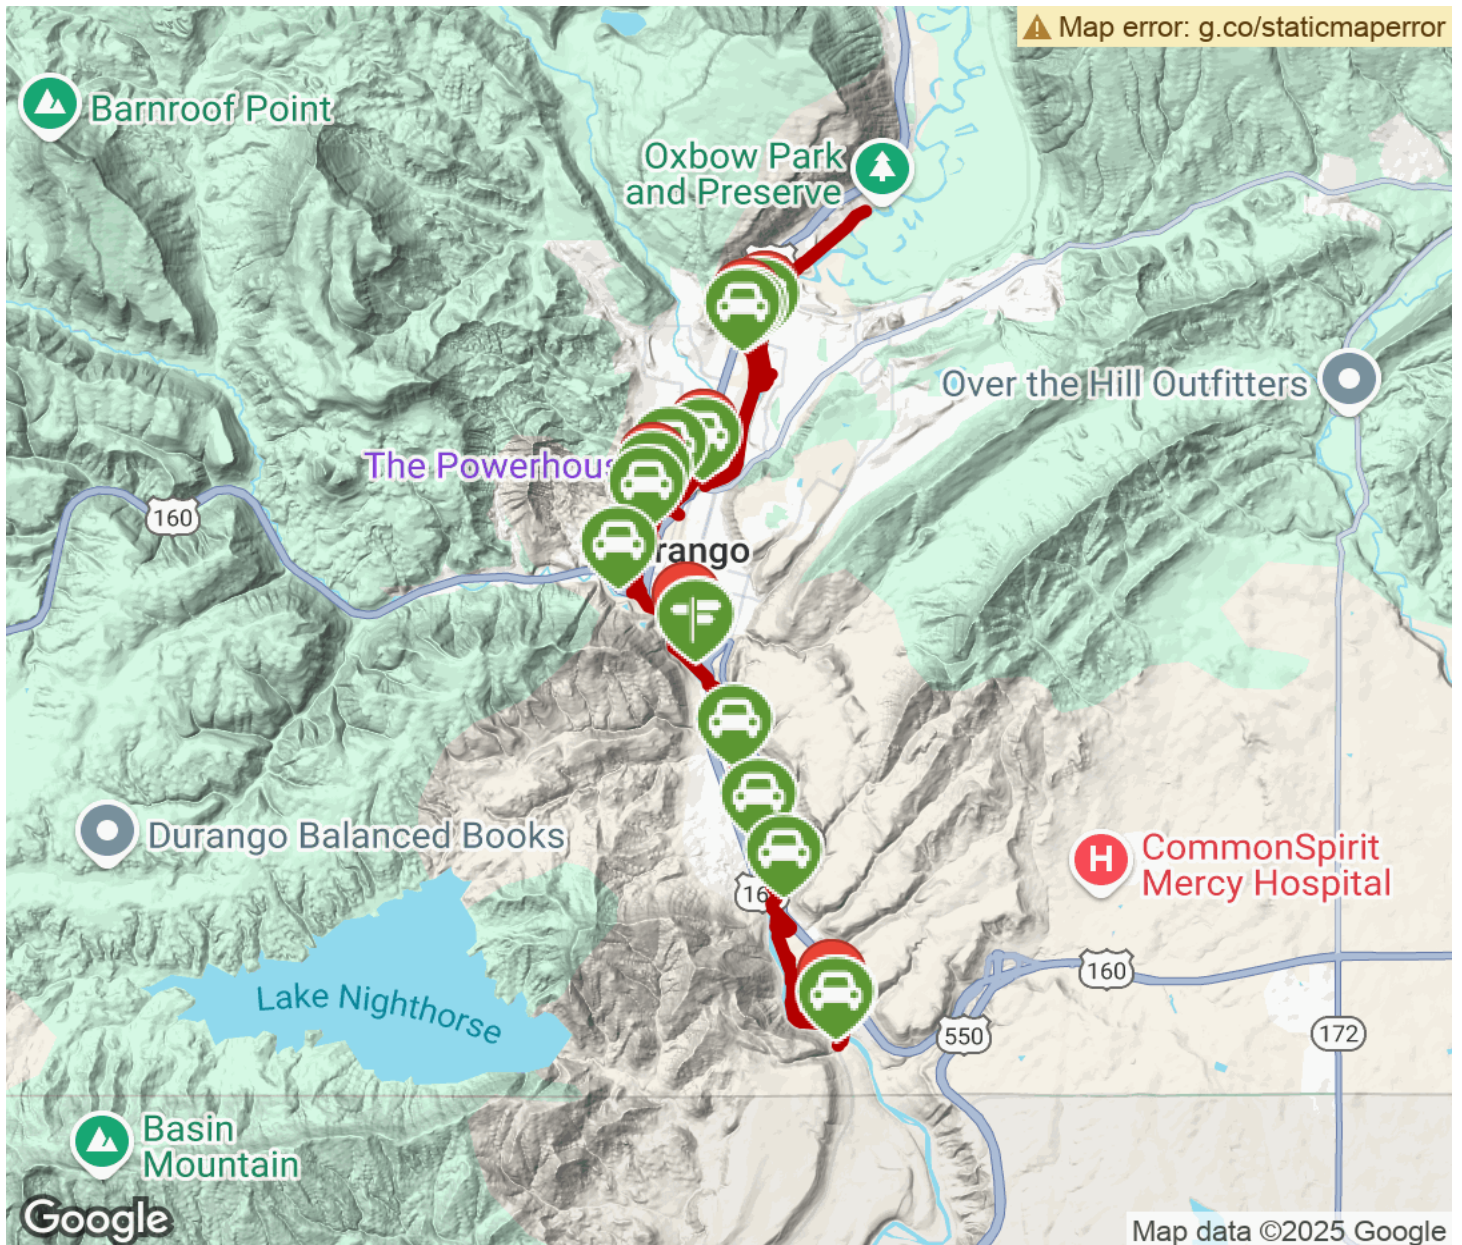 Map error: g.co/staticmaperror
Barnroof Point
Oxbow Park
and Preserve
Over the Hill Outfitters
The Powerhous
160
rango
Durango Balanced Books
CommonSpirit
Mercy Hospital
H
16
160
Lake Nighthorse
550
172
Basin
Mountain
Google
Map data ©2025 Google